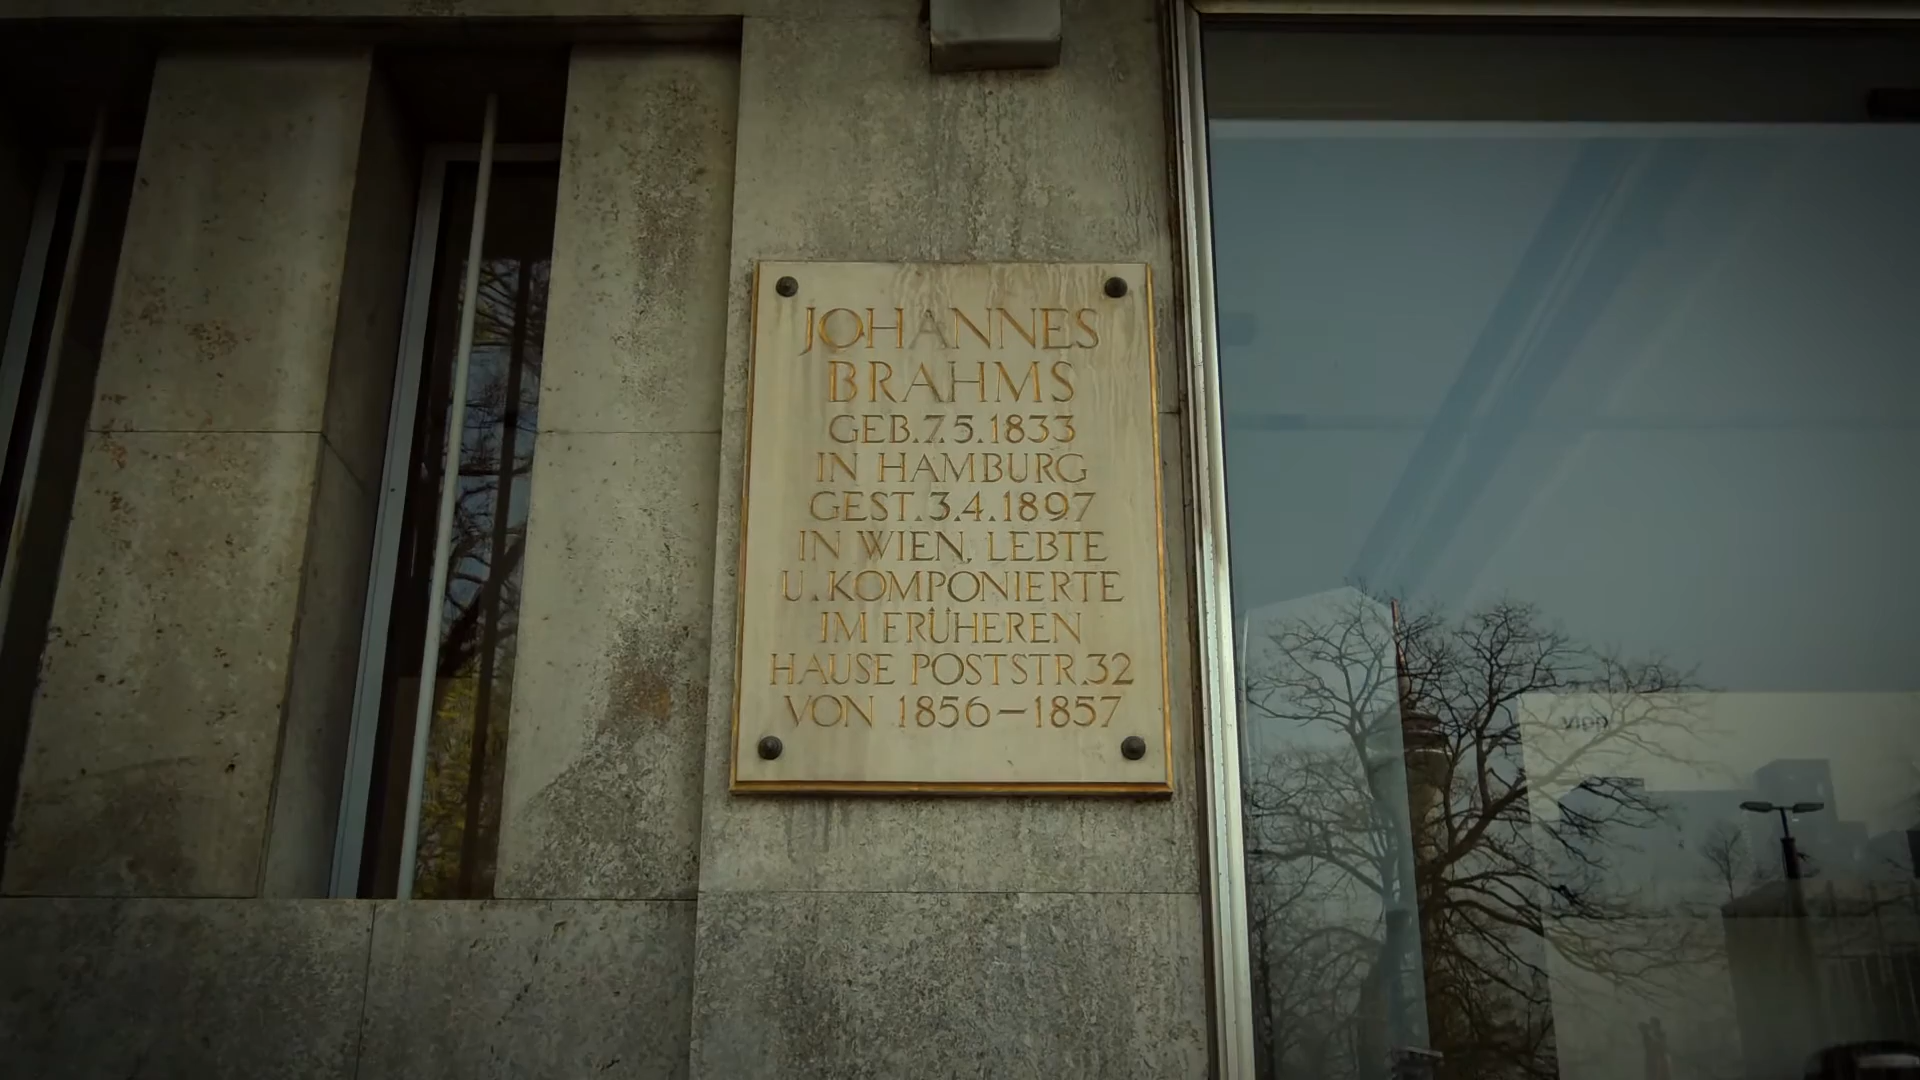 JOHANNES
BRAHMS
GEB.7.5.1833
IN HAMBURG
GEST.3.4.1897
IN WIEN, LEBTE
U.KOMPONIERTE
IM FRÜHEREN
HAUSE POSTSTR.32
VON 1856–1857